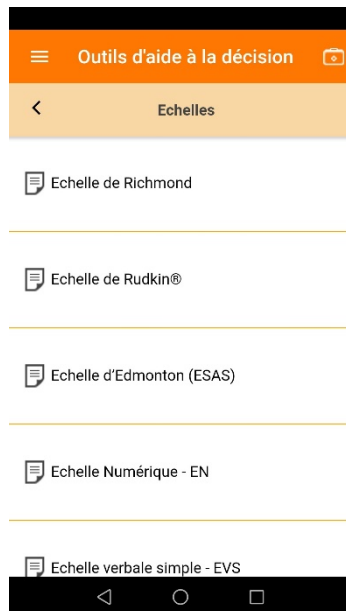 Outils d'aide à la décision
Echelles
Echelle de Richmond
Echelle de Rudkin®
Echelle d'Edmonton (ESAS)
Echelle Numérique - EN
Echelle verbale simple - EVS